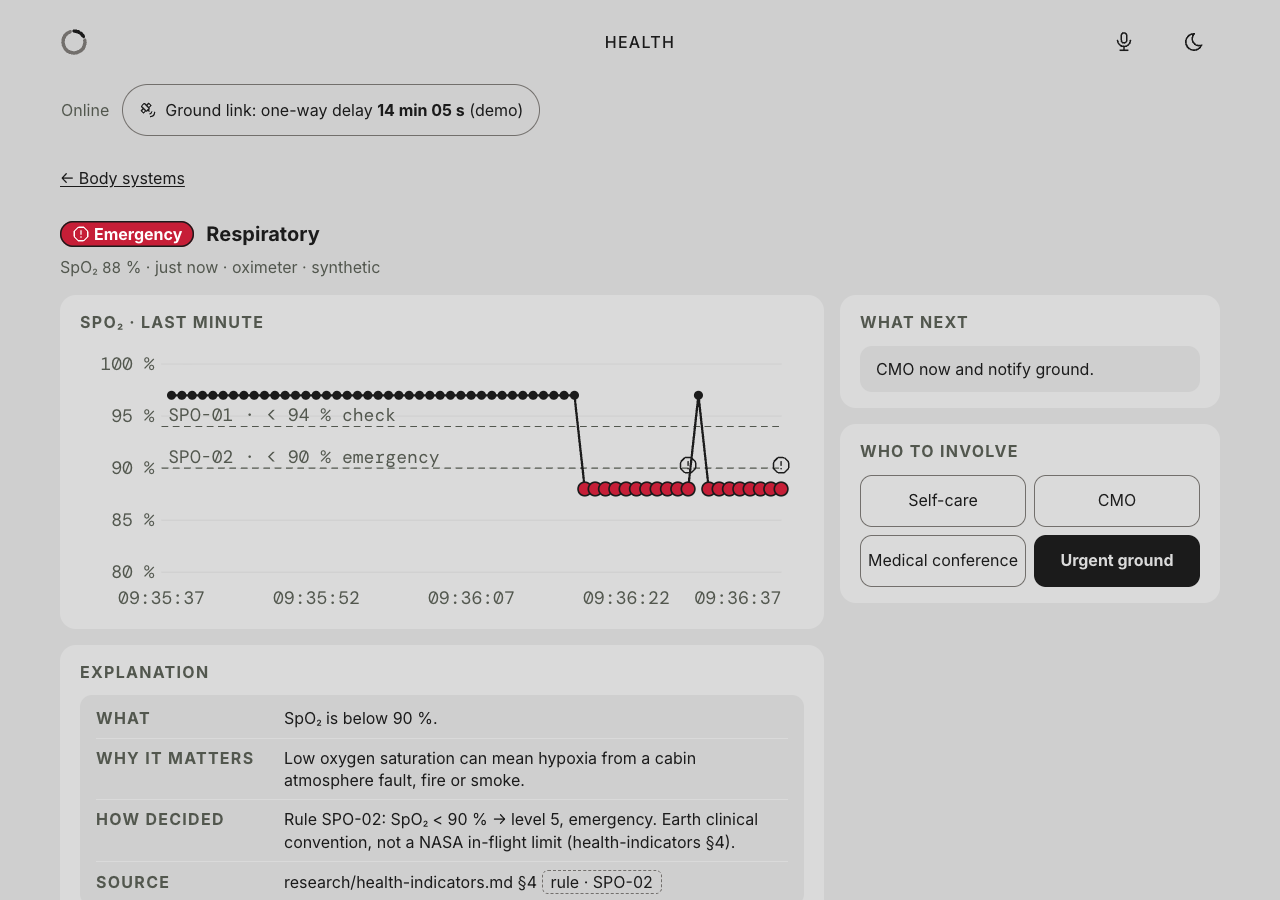 HEALTH
Online
Ground link: one-way delay 14 min 05 s (demo)
← Body systems
Emergency
Respiratory
SpO₂ 88 % · just now · oximeter · synthetic
SPO₂ · LAST MINUTE
100 %
95 %
SPO-01 · < 94 % check
SPO-02 · < 90 % emergency
90 %
85 %
80 %
09:35:37 09:35:52 09:36:07 09:36:22 09:36:37
WHAT NEXT
CMO now and notify ground.
WHO TO INVOLVE
Self-care
CMO
Medical conference
Urgent ground
EXPLANATION
WHAT
SpO₂ is below 90 %.
WHY IT MATTERS
Low oxygen saturation can mean hypoxia from a cabin
atmosphere fault, fire or smoke.
HOW DECIDED
Rule SPO-02: SpO₂ < 90 % → level 5, emergency. Earth clinical
convention, not a NASA in-flight limit (health-indicators §4).
SOURCE
research/health-indicators.md §4 rule · SPO-02